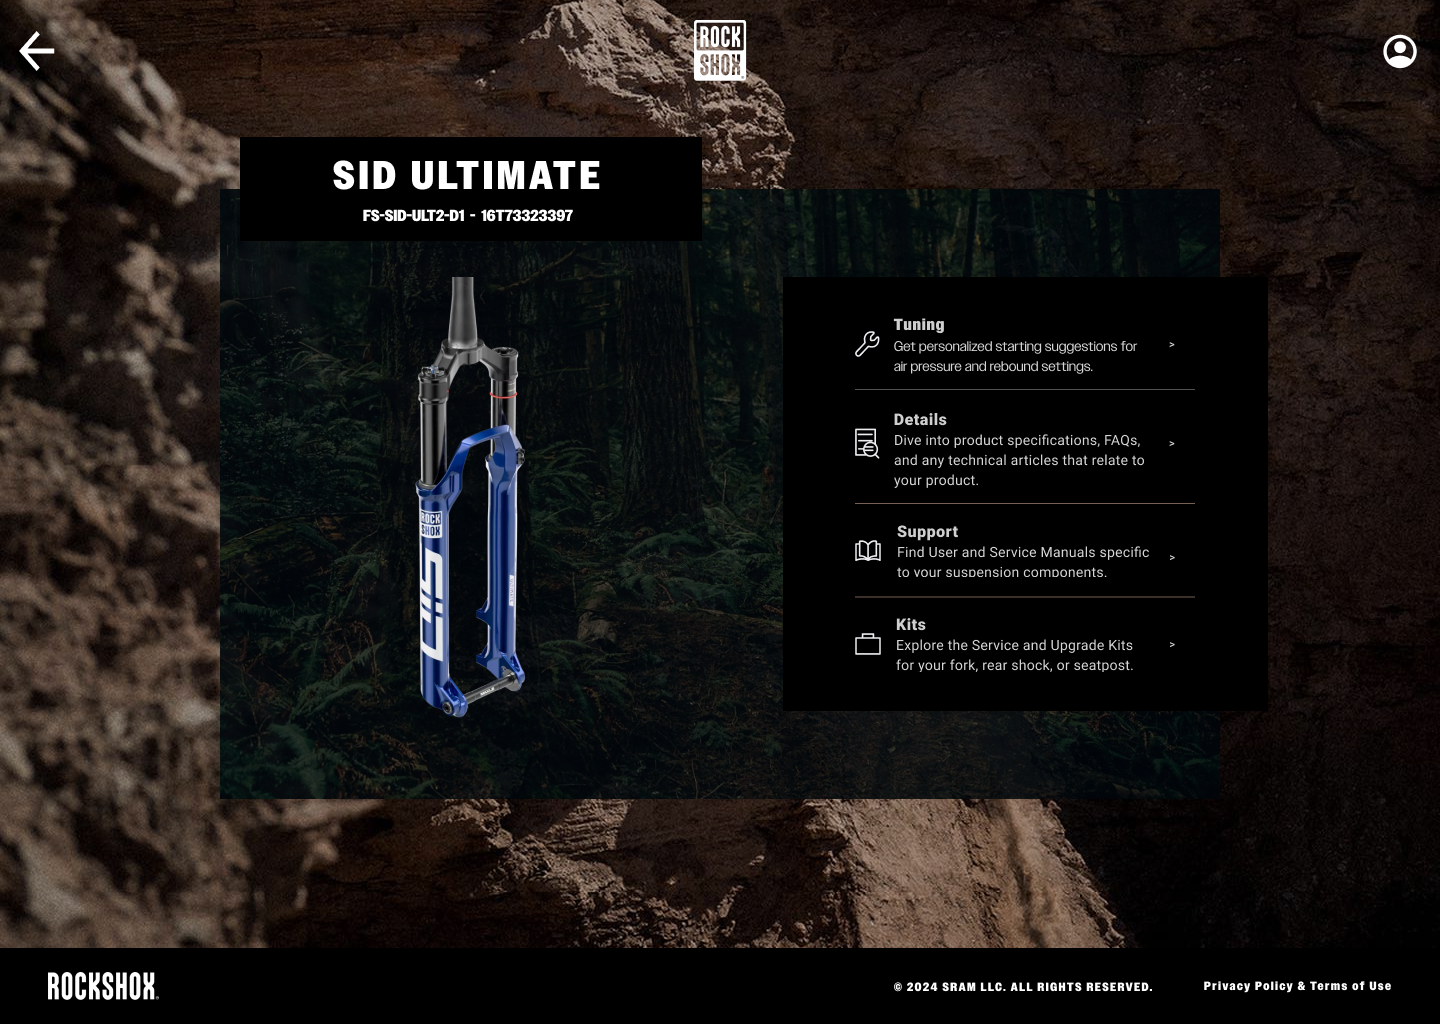 ROCK
SHOX
SID ULTIMATE
FS-SID-ULT2-D1 - 16T73323397
Tuning
Get personalized starting suggestions for
air pressure and rebound settings.
>
Details
Dive into product specifications, FAQs,
and any technical articles that relate to
your product.
>
Support
Find User and Service Manuals specific
to your suspension components.
>
Kits
Explore the Service and Upgrade Kits
for your fork, rear shock, or seatpost.
>
ROCK
SHOX
SID
ROCKSHOX
© 2024 SRAM LLC. ALL RIGHTS RESERVED.
Privacy Policy & Terms of Use